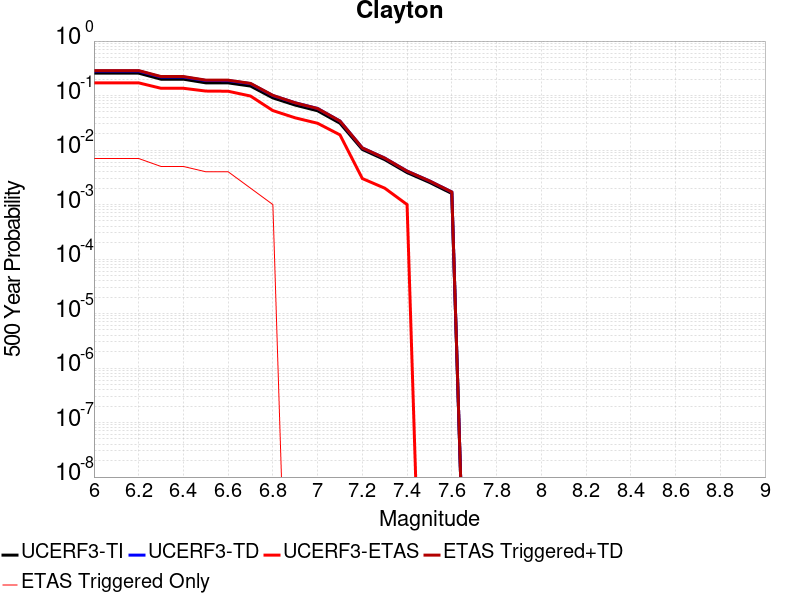 Clayton
10 0
10 -1
10 -2
10 -3
10 -4
10 -5
10 -6
10 -7
10 -8
500 Year Probability
6 6.2 6.4 6.6 6.8 7 7.2 7.4 7.6 7.8 8 8.2 8.4 8.6 8.8 9
Magnitude
UCERF3-TI UCERF3-TD UCERF3-ETAS ETAS Triggered+TD
ETAS Triggered Only